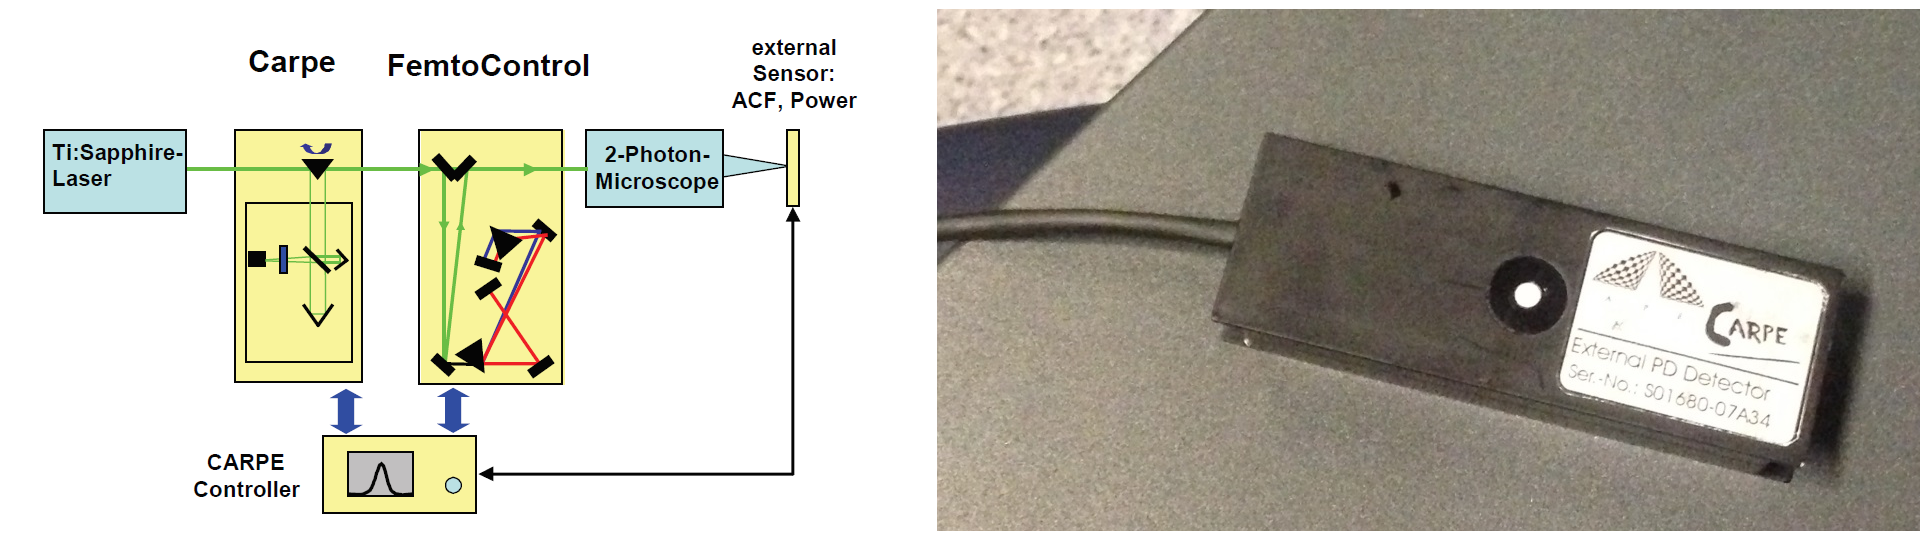 Carpe
FemtoControl
external
Sensor:
ACF, Power
Ti:Sapphire-
Laser
2-Photon-
Microscope
CARPE
Controller
CARPE
External PD Detector
Ser.-No.: S01680-07A34